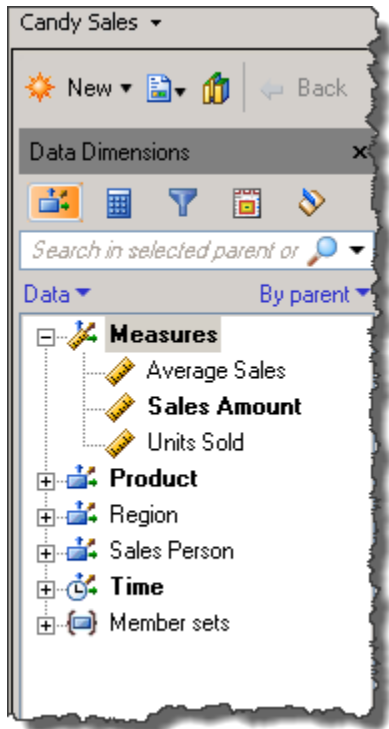 Candy Sales
New Back
Data Dimensions
Search in selected parent or
Data By parent
Measures
Average Sales
Sales Amount
Units Sold
Product
Region
Sales Person
Time
Member sets